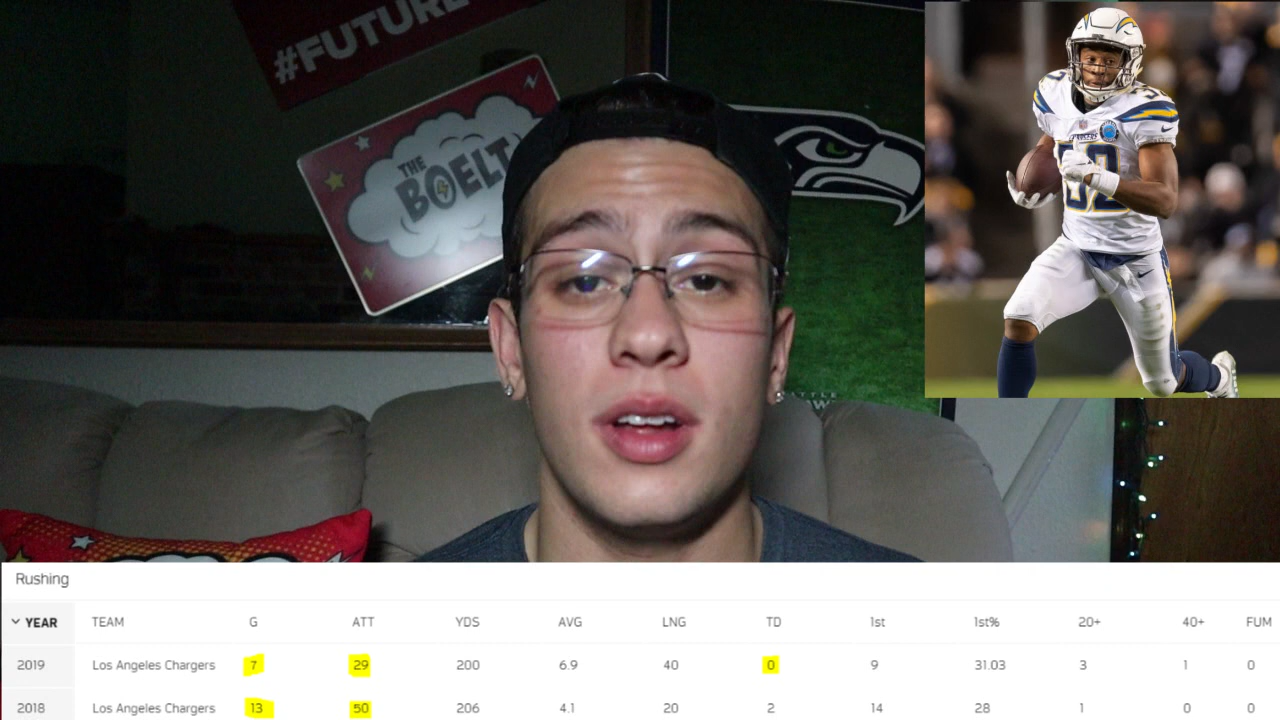 #FUTURE
THE
BOELT
Rushing
YEAR TEAM G ATT YDS AVG LNG TD 1st 1st% 20+ 40+ FUM
2019 Los Angeles Chargers 7 29 200 6.9 40 0 9 31.03 3 1 0
2018 Los Angeles Chargers 13 50 206 4.1 20 2 14 28 1 0 0